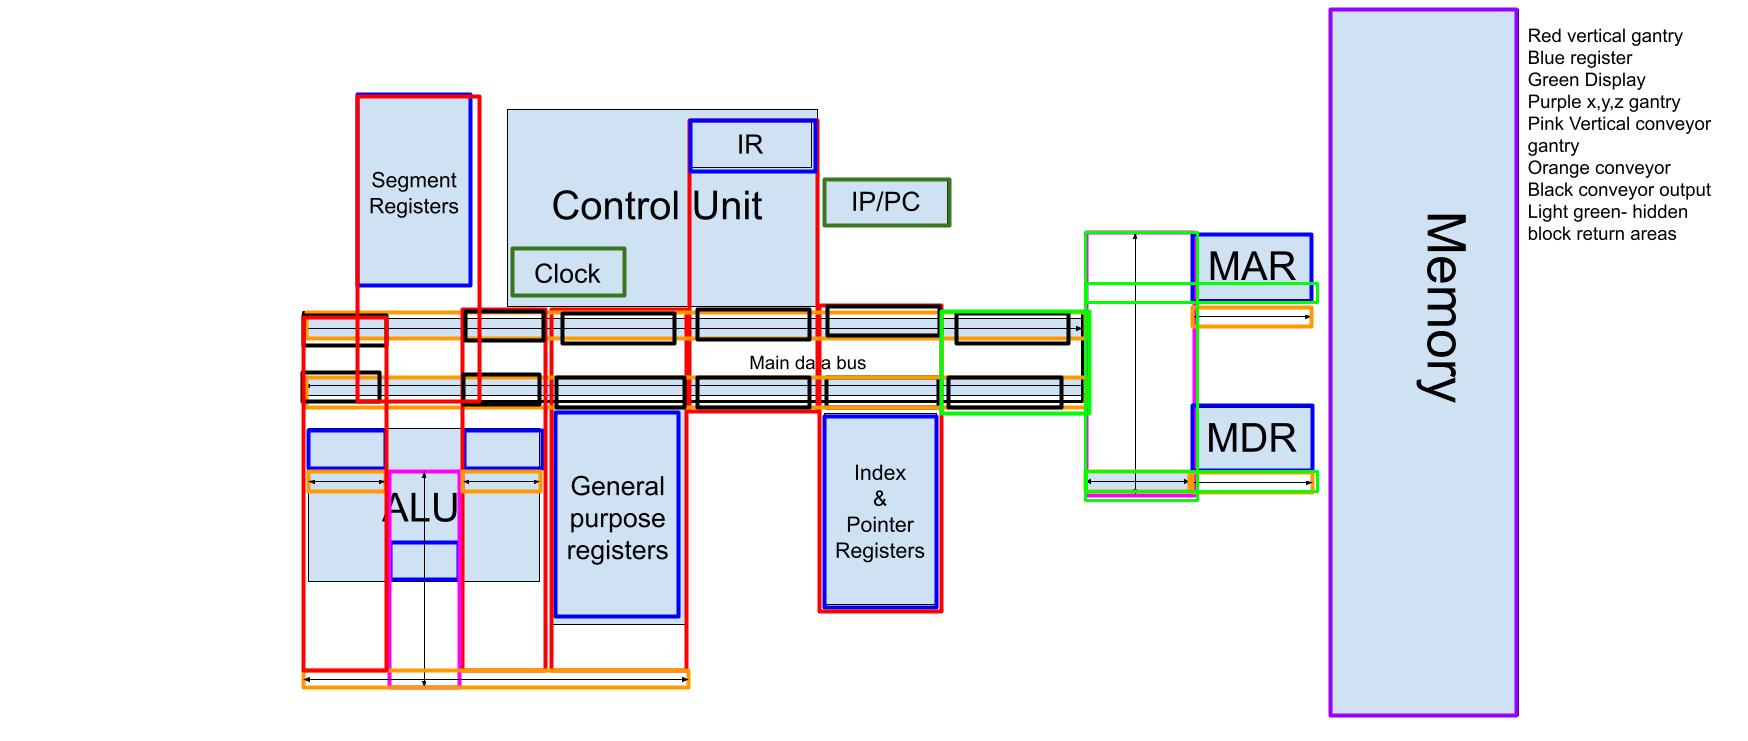 Red vertical gantry
Blue register
Green Display
Purple x,y,z gantry
Pink Vertical conveyor
gantry
Orange conveyor
Black conveyor output
Light green- hidden
block return areas
Segment
Registers
IR
Control Unit
IP/PC
Clock
MAR
Memory
Main data bus
MDR
ALU
General
purpose
registers
Index
&
Pointer
Registers